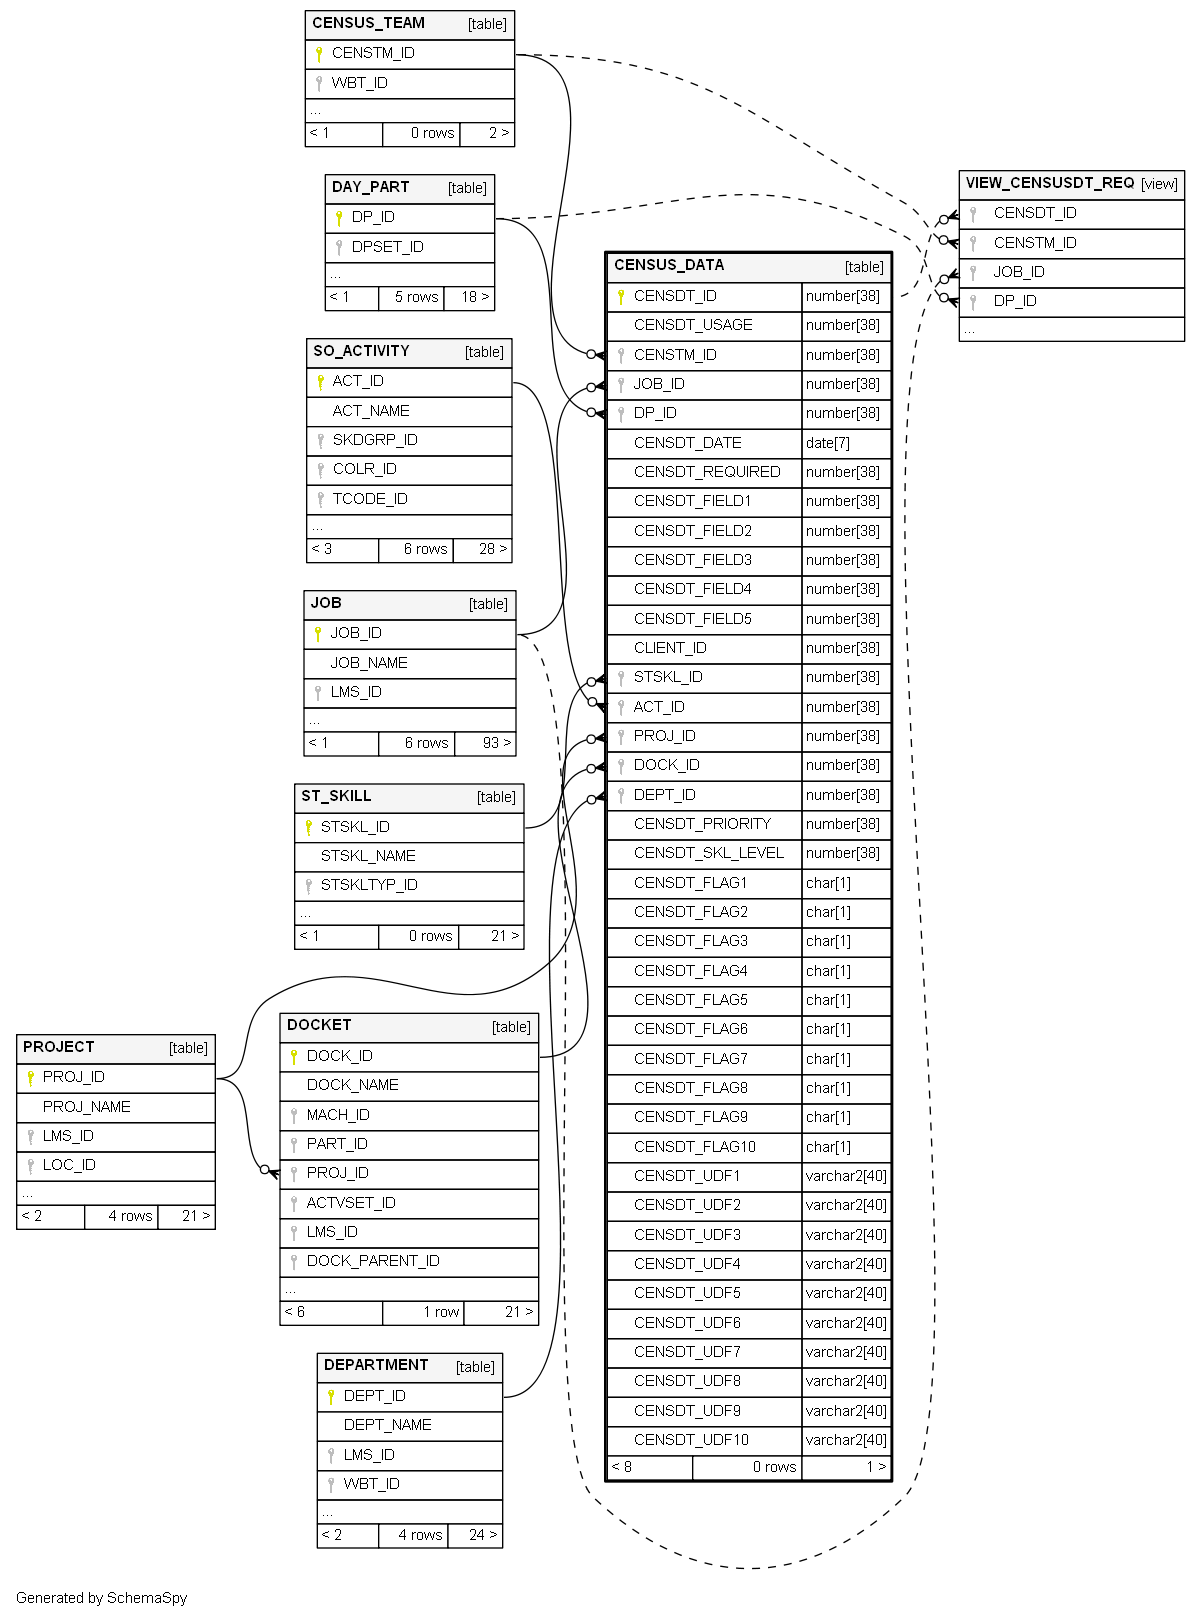 CENSUS_TEAM [table]
CENSTM_ID
WBT_ID
...
< 1 0 rows 2 >
DAY_PART [table]
DP_ID
DPSET_ID
...
< 1 5 rows 18 >
SO_ACTIVITY [table]
ACT_ID
ACT_NAME
SKDGRP_ID
COLR_ID
TCODE_ID
...
< 3 6 rows 28 >
JOB [table]
JOB_ID
JOB_NAME
LMS_ID
...
< 1 6 rows 93 >
ST_SKILL [table]
STSKL_ID
STSKL_NAME
STSKLTYP_ID
...
< 1 0 rows 21 >
PROJECT [table]
PROJ_ID
PROJ_NAME
LMS_ID
LOC_ID
...
< 2 4 rows 21 >
DOCKET [table]
DOCK_ID
DOCK_NAME
MACH_ID
PART_ID
PROJ_ID
ACTVSET_ID
LMS_ID
DOCK_PARENT_ID
...
< 6 1 row 21 >
DEPARTMENT [table]
DEPT_ID
DEPT_NAME
LMS_ID
WBT_ID
...
< 2 4 rows 24 >
CENSUS_DATA [table]
CENSDT_ID number[38]
CENSDT_USAGE number[38]
CENSTM_ID number[38]
JOB_ID number[38]
DP_ID number[38]
CENSDT_DATE date[7]
CENSDT_REQUIRED number[38]
CENSDT_FIELD1 number[38]
CENSDT_FIELD2 number[38]
CENSDT_FIELD3 number[38]
CENSDT_FIELD4 number[38]
CENSDT_FIELD5 number[38]
CLIENT_ID number[38]
STSKL_ID number[38]
ACT_ID number[38]
PROJ_ID number[38]
DOCK_ID number[38]
DEPT_ID number[38]
CENSDT_PRIORITY number[38]
CENSDT_SKL_LEVEL number[38]
CENSDT_FLAG1 char[1]
CENSDT_FLAG2 char[1]
CENSDT_FLAG3 char[1]
CENSDT_FLAG4 char[1]
CENSDT_FLAG5 char[1]
CENSDT_FLAG6 char[1]
CENSDT_FLAG7 char[1]
CENSDT_FLAG8 char[1]
CENSDT_FLAG9 char[1]
CENSDT_FLAG10 char[1]
CENSDT_UDF1 varchar2[40]
CENSDT_UDF2 varchar2[40]
CENSDT_UDF3 varchar2[40]
CENSDT_UDF4 varchar2[40]
CENSDT_UDF5 varchar2[40]
CENSDT_UDF6 varchar2[40]
CENSDT_UDF7 varchar2[40]
CENSDT_UDF8 varchar2[40]
CENSDT_UDF9 varchar2[40]
CENSDT_UDF10 varchar2[40]
< 8 0 rows 1 >
VIEW_CENSUSDT_REQ [view]
CENSDT_ID
CENSTM_ID
JOB_ID
DP_ID
...
Generated by SchemaSpy